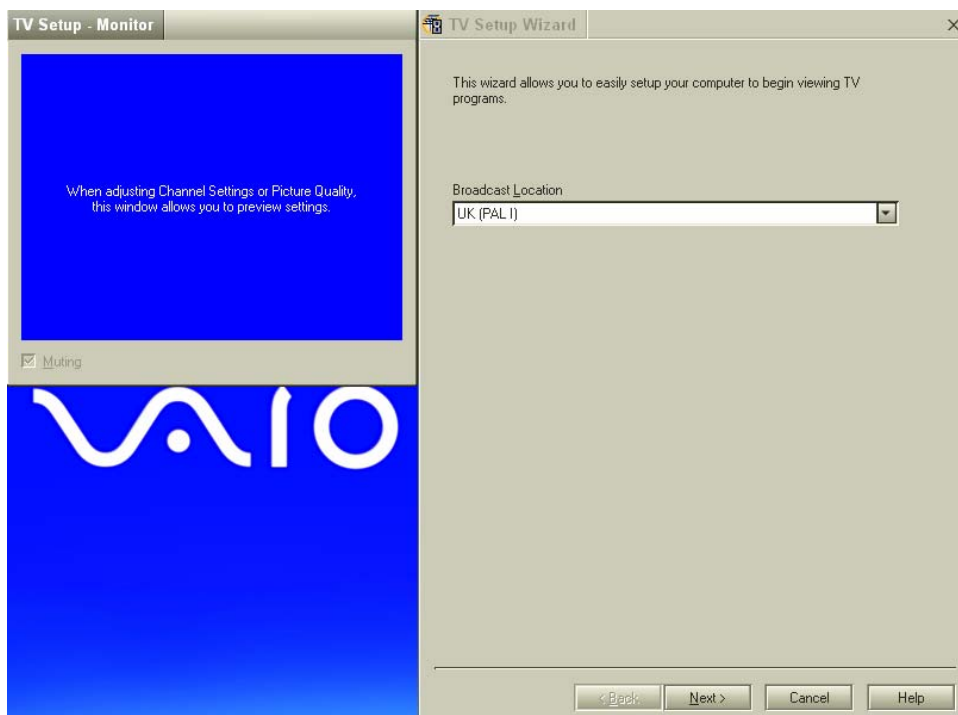 TV Setup - Monitor
When adjusting Channel Settings or Picture Quality,
this window allows you to preview settings.
Muting
VAIO
TV Setup Wizard
This wizard allows you to easily setup your computer to begin viewing TV
programs.
Broadcast Location
UK (PAL I)
< Back
Next >
Cancel
Help